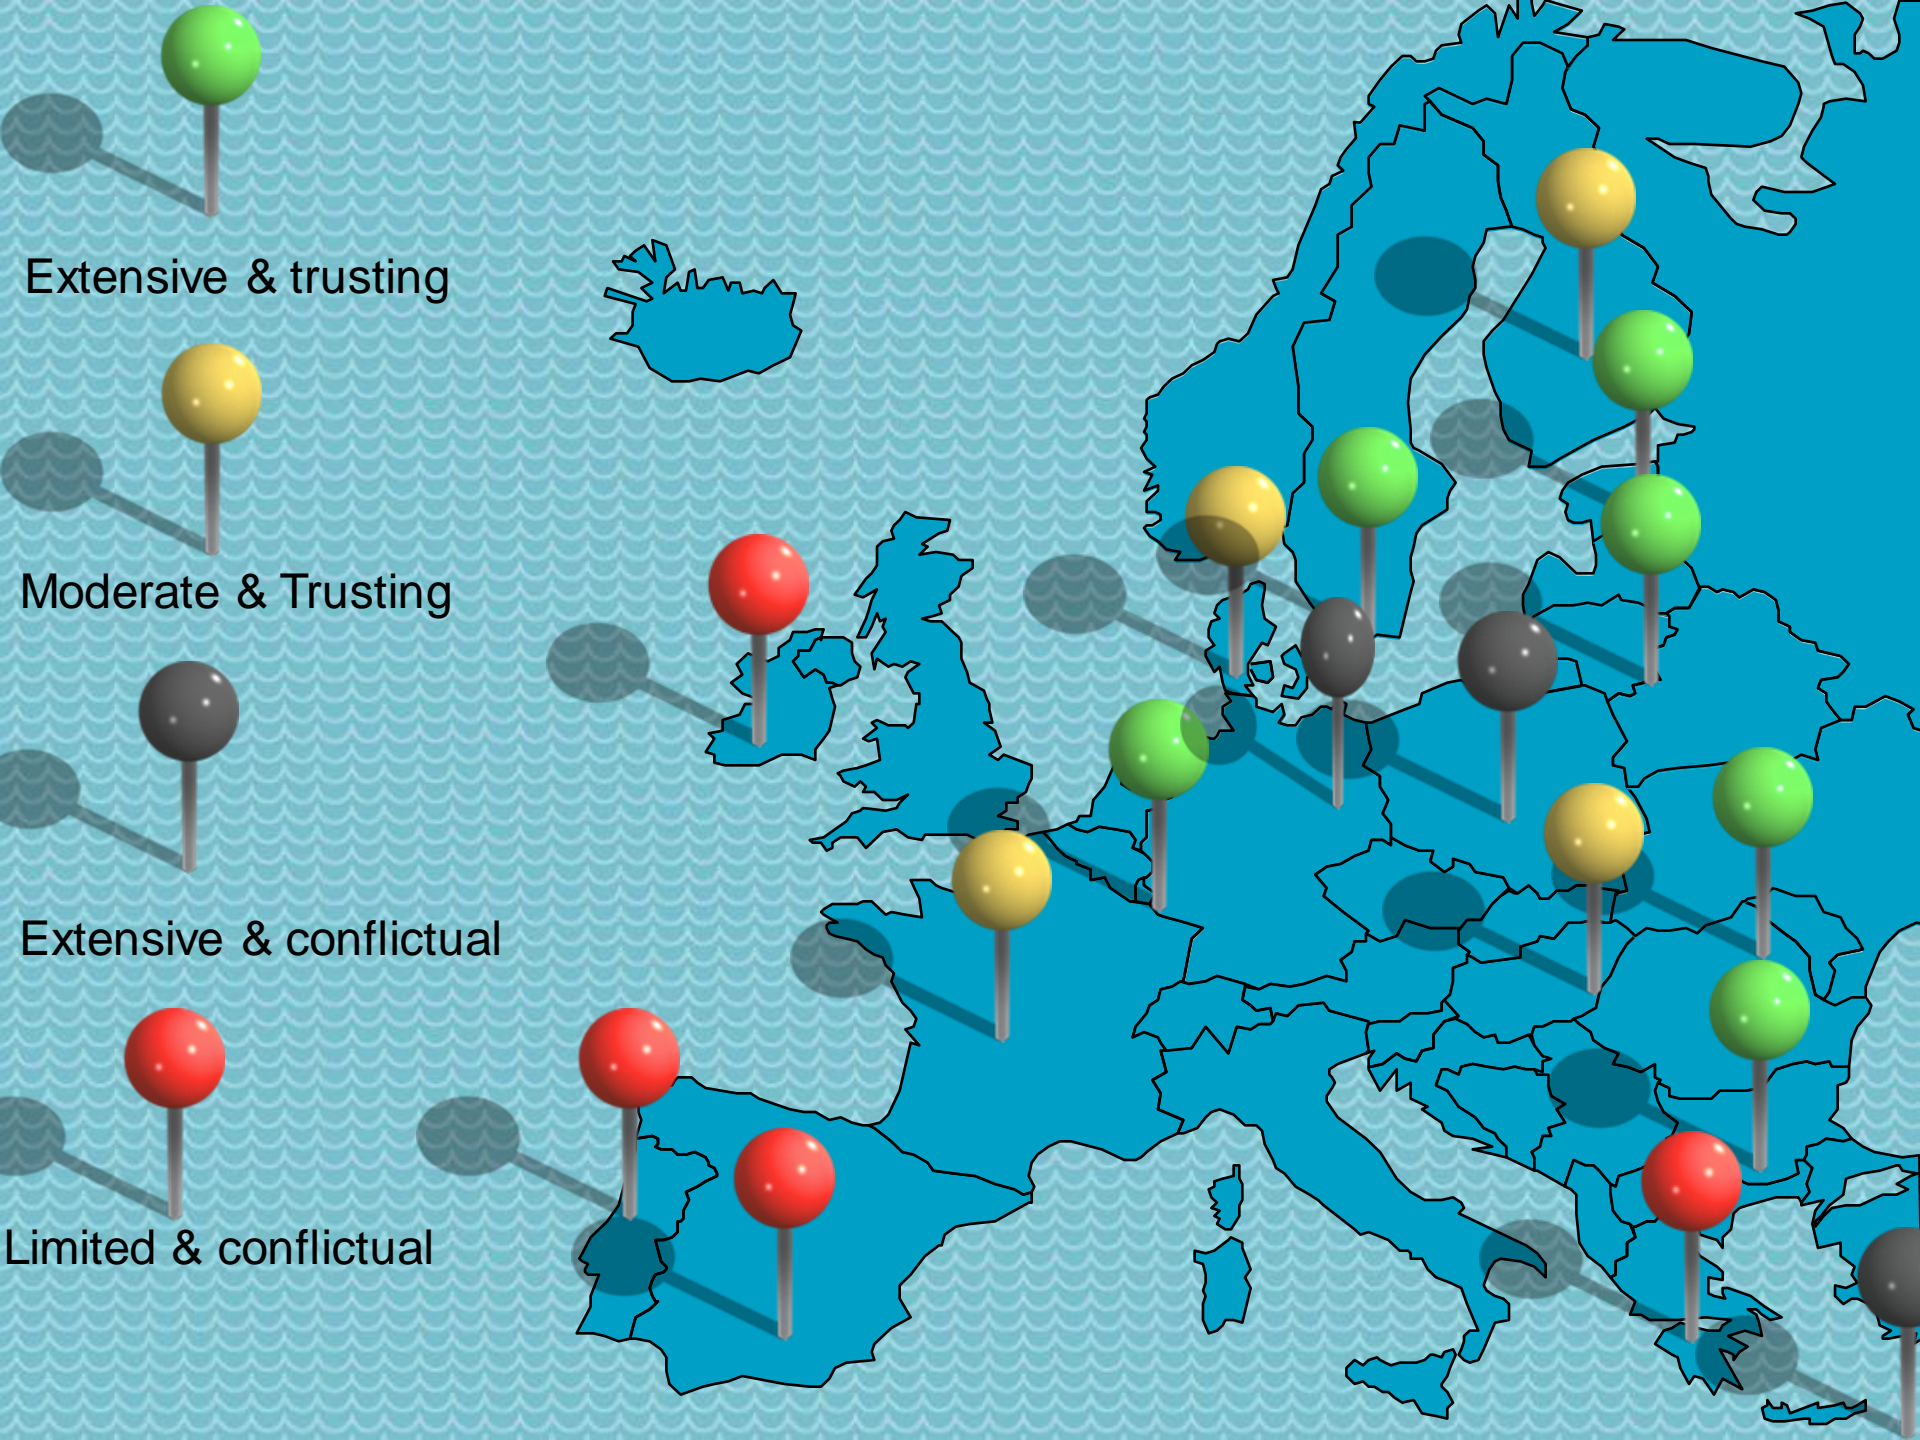 Extensive & trusting
Moderate & Trusting
Extensive & conflictual
Limited & conflictual